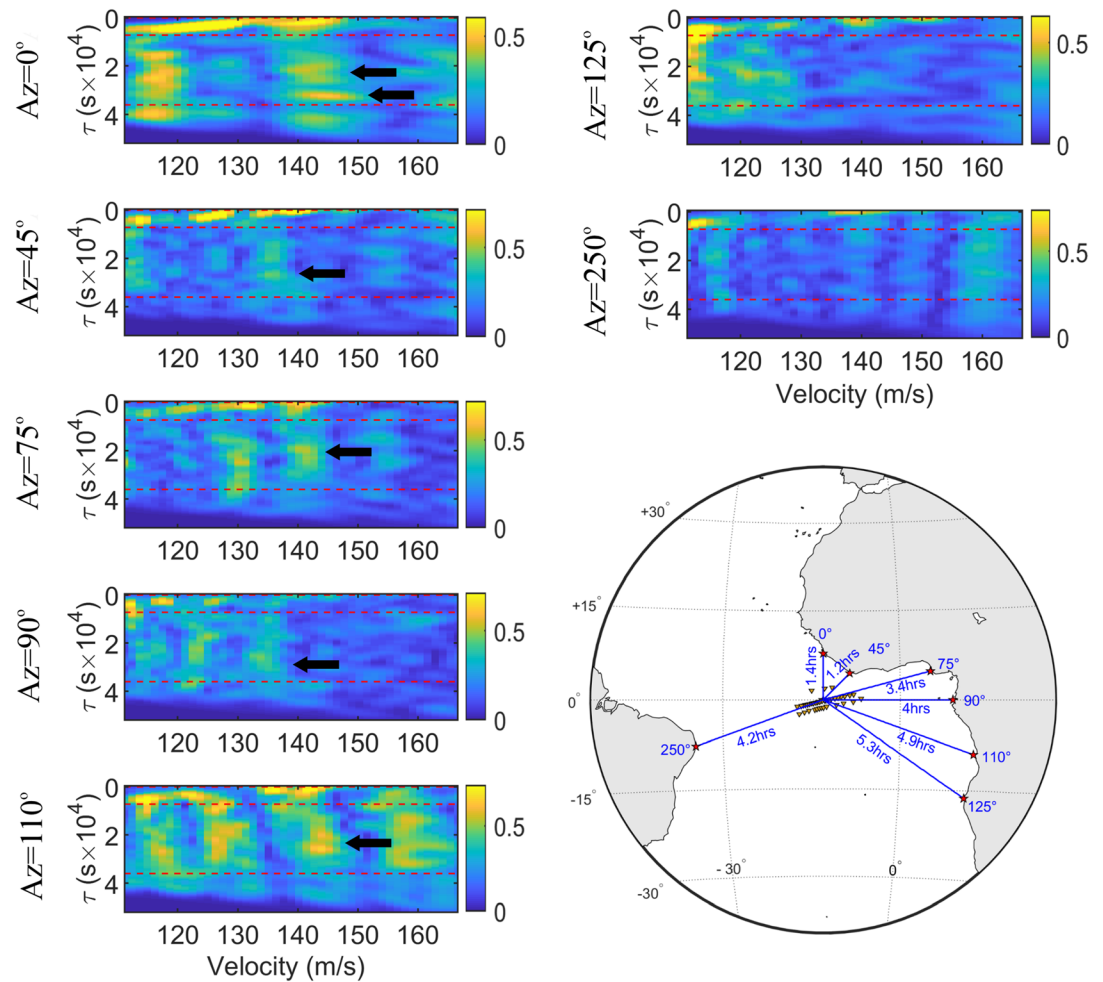 Az=0°
τ (s×10⁴)
0
2
4
120 130 140 150 160
0.5
0
Az=45°
τ (s×10⁴)
0
2
4
120 130 140 150 160
0.5
0
Az=75°
τ (s×10⁴)
0
2
4
120 130 140 150 160
0.5
0
Az=90°
τ (s×10⁴)
0
2
4
120 130 140 150 160
0.5
0
Az=110°
τ (s×10⁴)
0
2
4
120 130 140 150 160
0.5
0
Velocity (m/s)
Az=125°
τ (s×10⁴)
0
2
4
120 130 140 150 160
0.5
0
Az=250°
τ (s×10⁴)
0
2
4
120 130 140 150 160
0.5
0
Velocity (m/s)
+30°
+15°
0°
-15°
-30°
-30°
0°
0°
1.4hrs
45°
1.2hrs
75°
3.4hrs
90°
4hrs
110°
4.9hrs
125°
5.3hrs
250°
4.2hrs